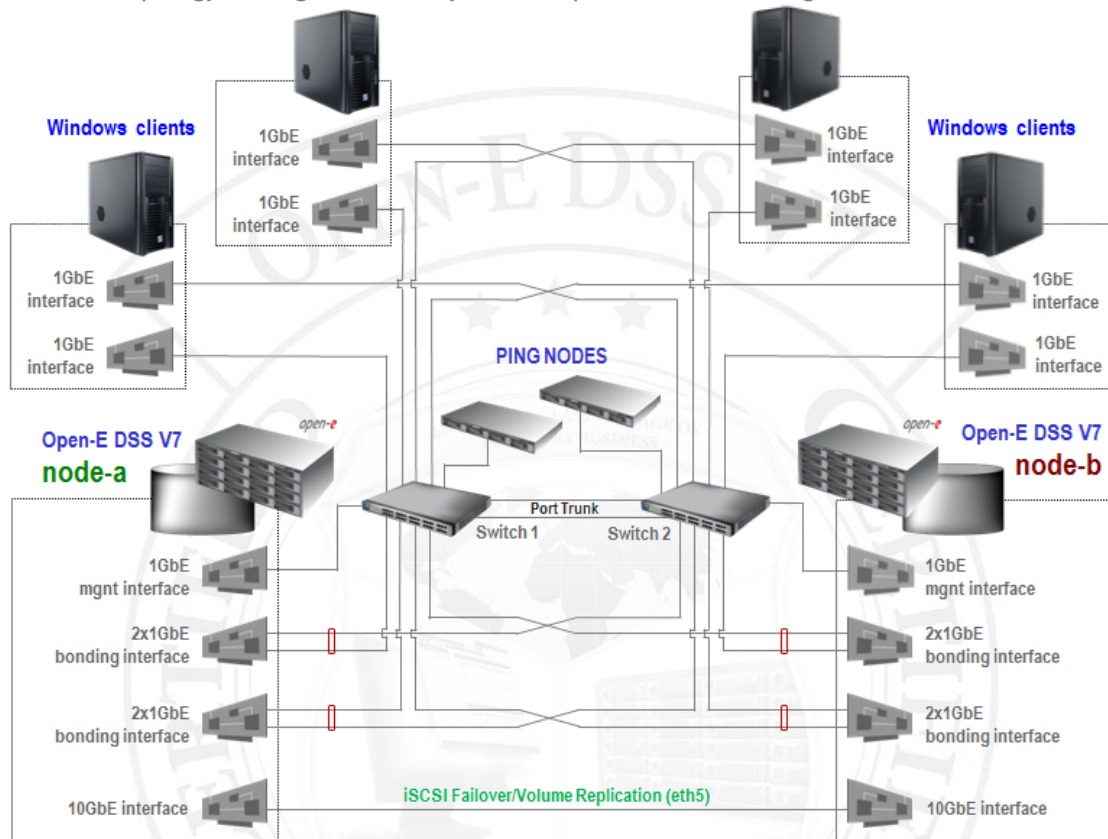 1GbE
interface
1GbE
interface
1GbE
interface
1GbE
interface
Windows clients
Windows clients
1GbE
interface
1GbE
interface
1GbE
interface
1GbE
interface
OPEN-E DSS V7
PING NODES
open-e
open-e
Open-E DSS V7
node-a
Open-E DSS V7
node-b
Port Trunk
Switch 1
Switch 2
1GbE
mgnt interface
1GbE
mgnt interface
2x1GbE
bonding interface
2x1GbE
bonding interface
2x1GbE
bonding interface
2x1GbE
bonding interface
iSCSI Failover/Volume Replication (eth5)
10GbE interface
10GbE interface